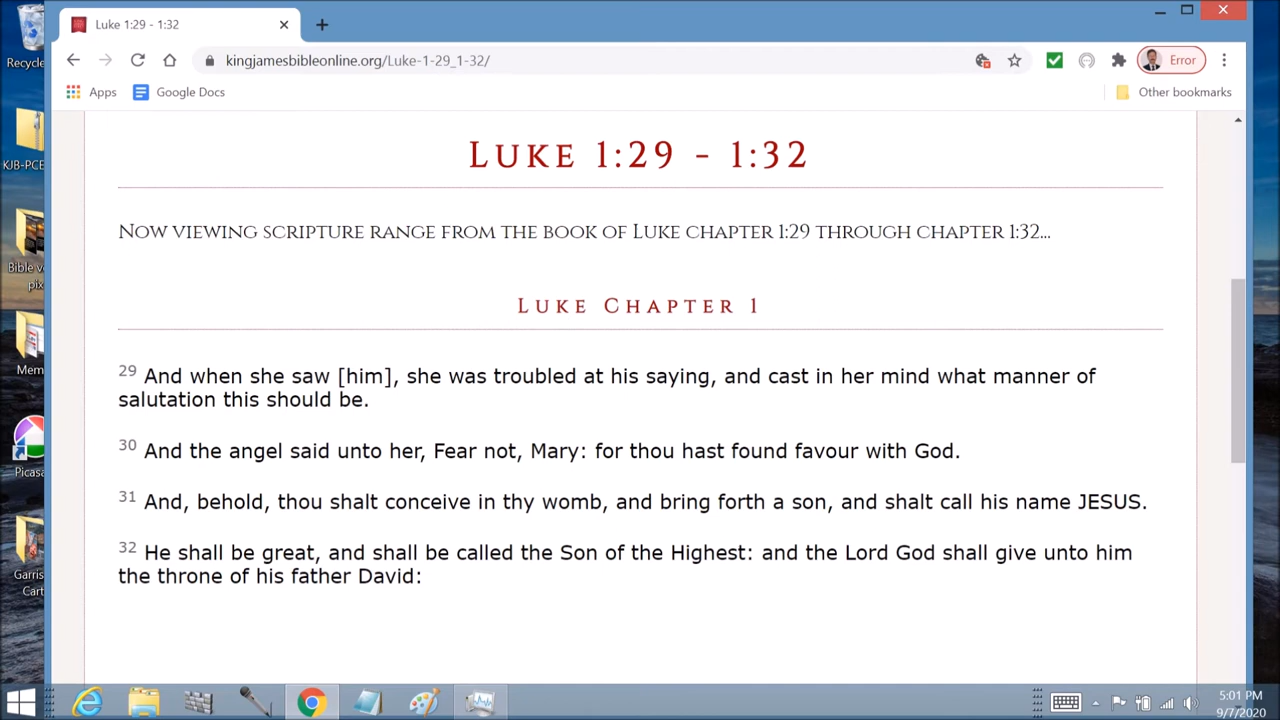 Recycle
KJB-PCE
Bible ve
pix
Mem
Picasa
Garris
Cart
Luke 1:29 - 1:32
kingjamesbibleonline.org/Luke-1-29_1-32/
Error
Apps
Google Docs
Other bookmarks
Luke 1:29 - 1:32
Now viewing scripture range from the book of Luke chapter 1:29 through chapter 1:32...
Luke Chapter 1
29 And when she saw [him], she was troubled at his saying, and cast in her mind what manner of
salutation this should be.
30 And the angel said unto her, Fear not, Mary: for thou hast found favour with God.
31 And, behold, thou shalt conceive in thy womb, and bring forth a son, and shalt call his name JESUS.
32 He shall be great, and shall be called the Son of the Highest: and the Lord God shall give unto him
the throne of his father David:
5:01 PM
9/7/2020